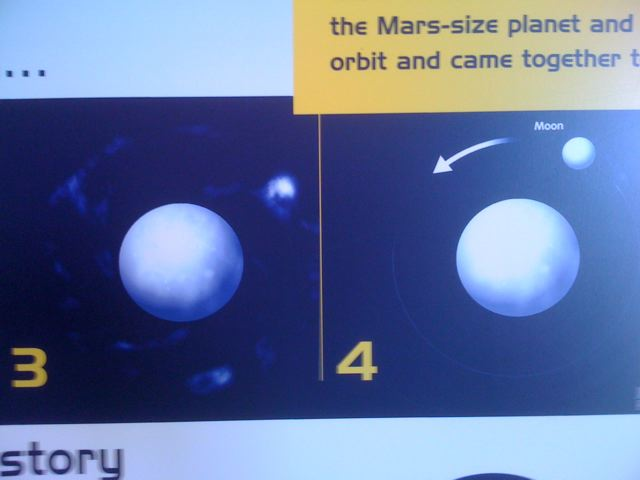 the Mars-size planet and
orbit and came together t
...
Moon
3
4
story